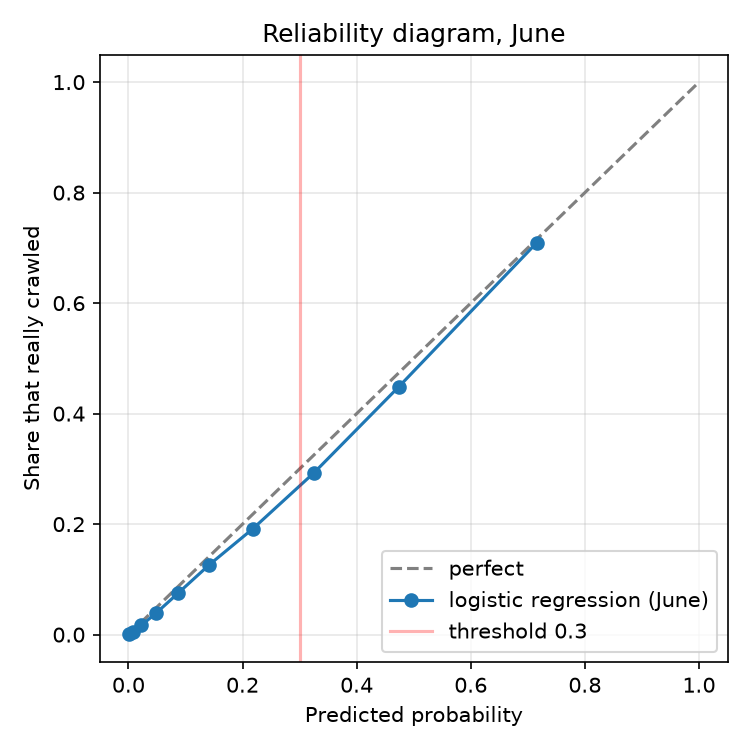 Reliability diagram, June
Share that really crawled
1.0
0.8
0.6
0.4
0.2
0.0
perfect
logistic regression (June)
threshold 0.3
0.0 0.2 0.4 0.6 0.8 1.0
Predicted probability